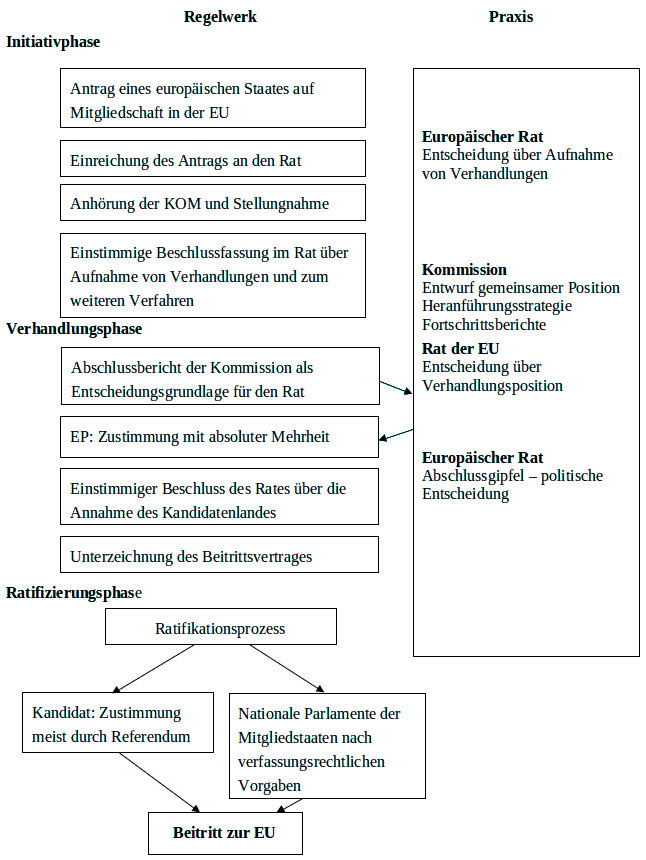 Regelwerk
Praxis
Initiativphase
Antrag eines europäischen Staates auf
Mitgliedschaft in der EU
Einreichung des Antrags an den Rat
Anhörung der KOM und Stellungnahme
Einstimmige Beschlussfassung im Rat über
Aufnahme von Verhandlungen und zum
weiteren Verfahren
Europäischer Rat
Entscheidung über Aufnahme
von Verhandlungen
Kommission
Entwurf gemeinsamer Position
Heranführungsstrategie
Fortschrittsberichte
Rat der EU
Entscheidung über
Verhandlungsposition
Europäischer Rat
Abschlussgipfel – politische
Entscheidung
Verhandlungsphase
Abschlussbericht der Kommission als
Entscheidungsgrundlage für den Rat
EP: Zustimmung mit absoluter Mehrheit
Einstimmiger Beschluss des Rates über die
Annahme des Kandidatenlandes
Unterzeichnung des Beitrittsvertrages
Ratifizierungsphase
Ratifikationsprozess
Kandidat: Zustimmung
meist durch Referendum
Nationale Parlamente der
Mitgliedstaaten nach
verfassungsrechtlichen
Vorgaben
Beitritt zur EU